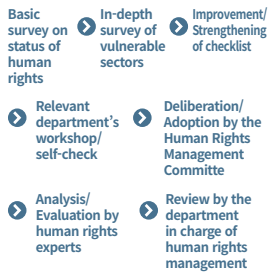 Basic
survey on
status of
human
rights
In-depth
survey of
vulnerable
sectors
Improvement/
Strengthening
of checklist
Relevant
department's
workshop/
self-check
Deliberation/
Adoption by the
Human Rights
Management
Committe
Analysis/
Evaluation by
human rights
experts
Review by the
department
in charge of
human rights
management